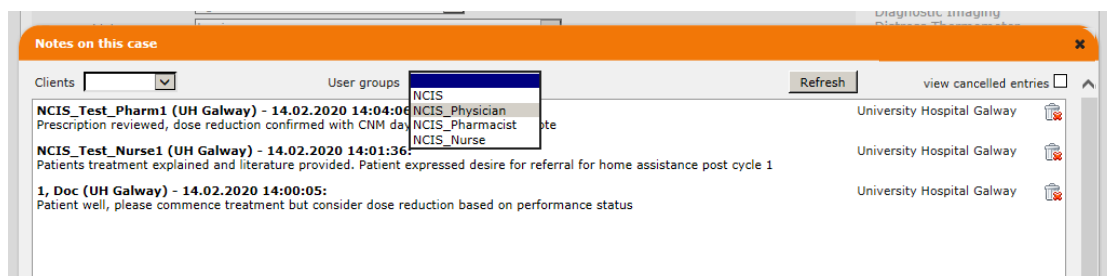 Diagnostic Imaging
Distress Thermometer
Notes on this case
Clients
User groups
Refresh
view cancelled entries
NCIS
NCIS_Physician
NCIS_Pharmacist
NCIS_Nurse
NCIS_Test_Pharm1 (UH Galway) - 14.02.2020 14:04:06
University Hospital Galway
Prescription reviewed, dose reduction confirmed with CNM day ote
NCIS_Test_Nurse1 (UH Galway) - 14.02.2020 14:01:36:
University Hospital Galway
Patients treatment explained and literature provided. Patient expressed desire for referral for home assistance post cycle 1
1, Doc (UH Galway) - 14.02.2020 14:00:05:
University Hospital Galway
Patient well, please commence treatment but consider dose reduction based on performance status